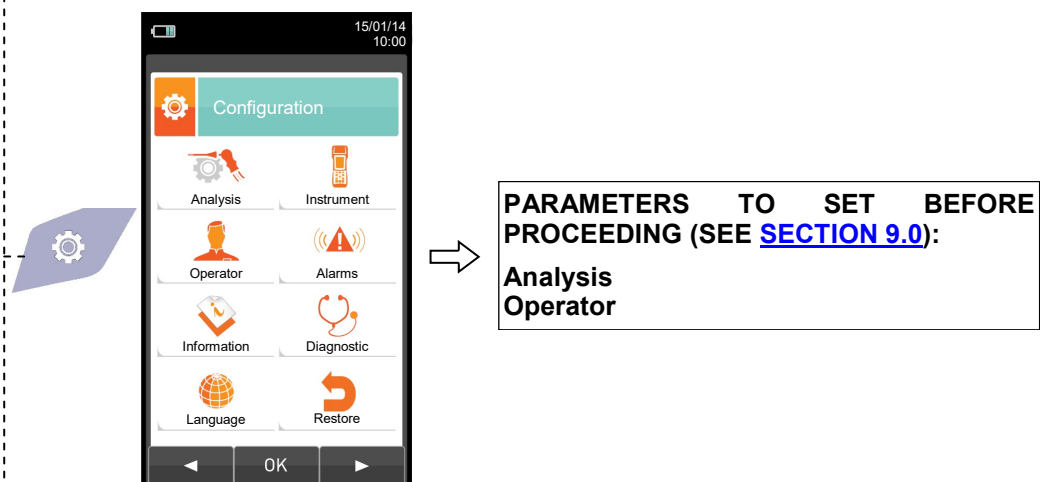 15/01/14
10:00
Configuration
Analysis Instrument
Operator Alarms
Information Diagnostic
Language Restore
◄ OK ►
PARAMETERS TO SET BEFORE
PROCEEDING (SEE SECTION 9.0):
Analysis
Operator